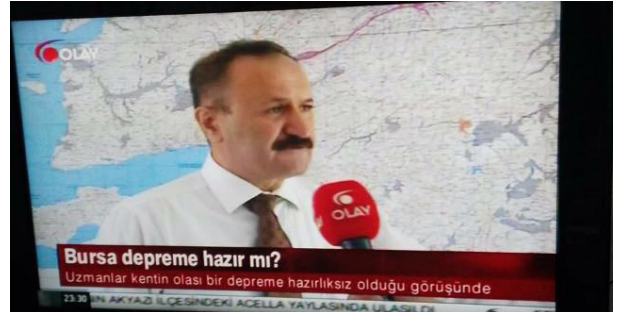 OLAY
OLAY
Bursa depreme hazır mı?
Uzmanlar kentin olası bir depreme hazırlıksız olduğu görüşünde
23:30 İN AKYAZI İLÇESİNDEKİ ACELLA YAYLASINDA ULAŞILDI